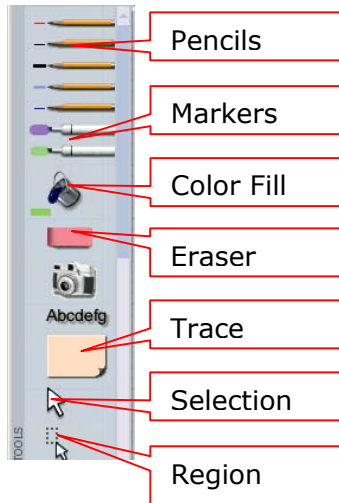 Pencils
Markers
Color Fill
Eraser
Abcdefg
Trace
Selection
TOOLS
Region